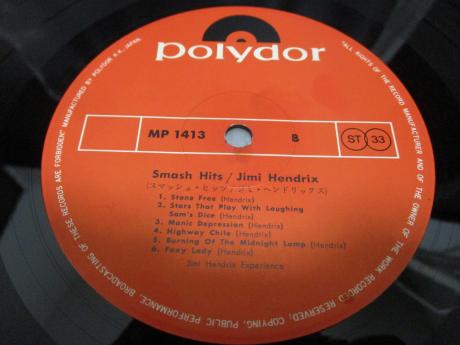 polydor
MP 1413 B ST 33
Smash Hits / Jimi Hendrix
(スマッシュ・ヒッツ/ジミ・ヘンドリックス)
1. Stone Free (Hendrix)
2. Stars That Play With Laughing
Sam's Dice (Hendrix)
3. Manic Depression (Hendrix)
4. Highway Chile (Hendrix)
5. Burning Of The Midnight Lamp (Hendrix)
6. Foxy Lady (Hendrix)
Jimi Hendrix Experience
"ALL RIGHTS OF THE RECORD MANUFACTURER AND OF THE OWNER OF THE WORK RECORDED RESERVED, COPYING, PUBLIC PERFORMANCE, BROADCASTING OF THESE RECORDS ARE FORBIDDEN" MANUFACTURED BY POLYDOR K.K. JAPAN